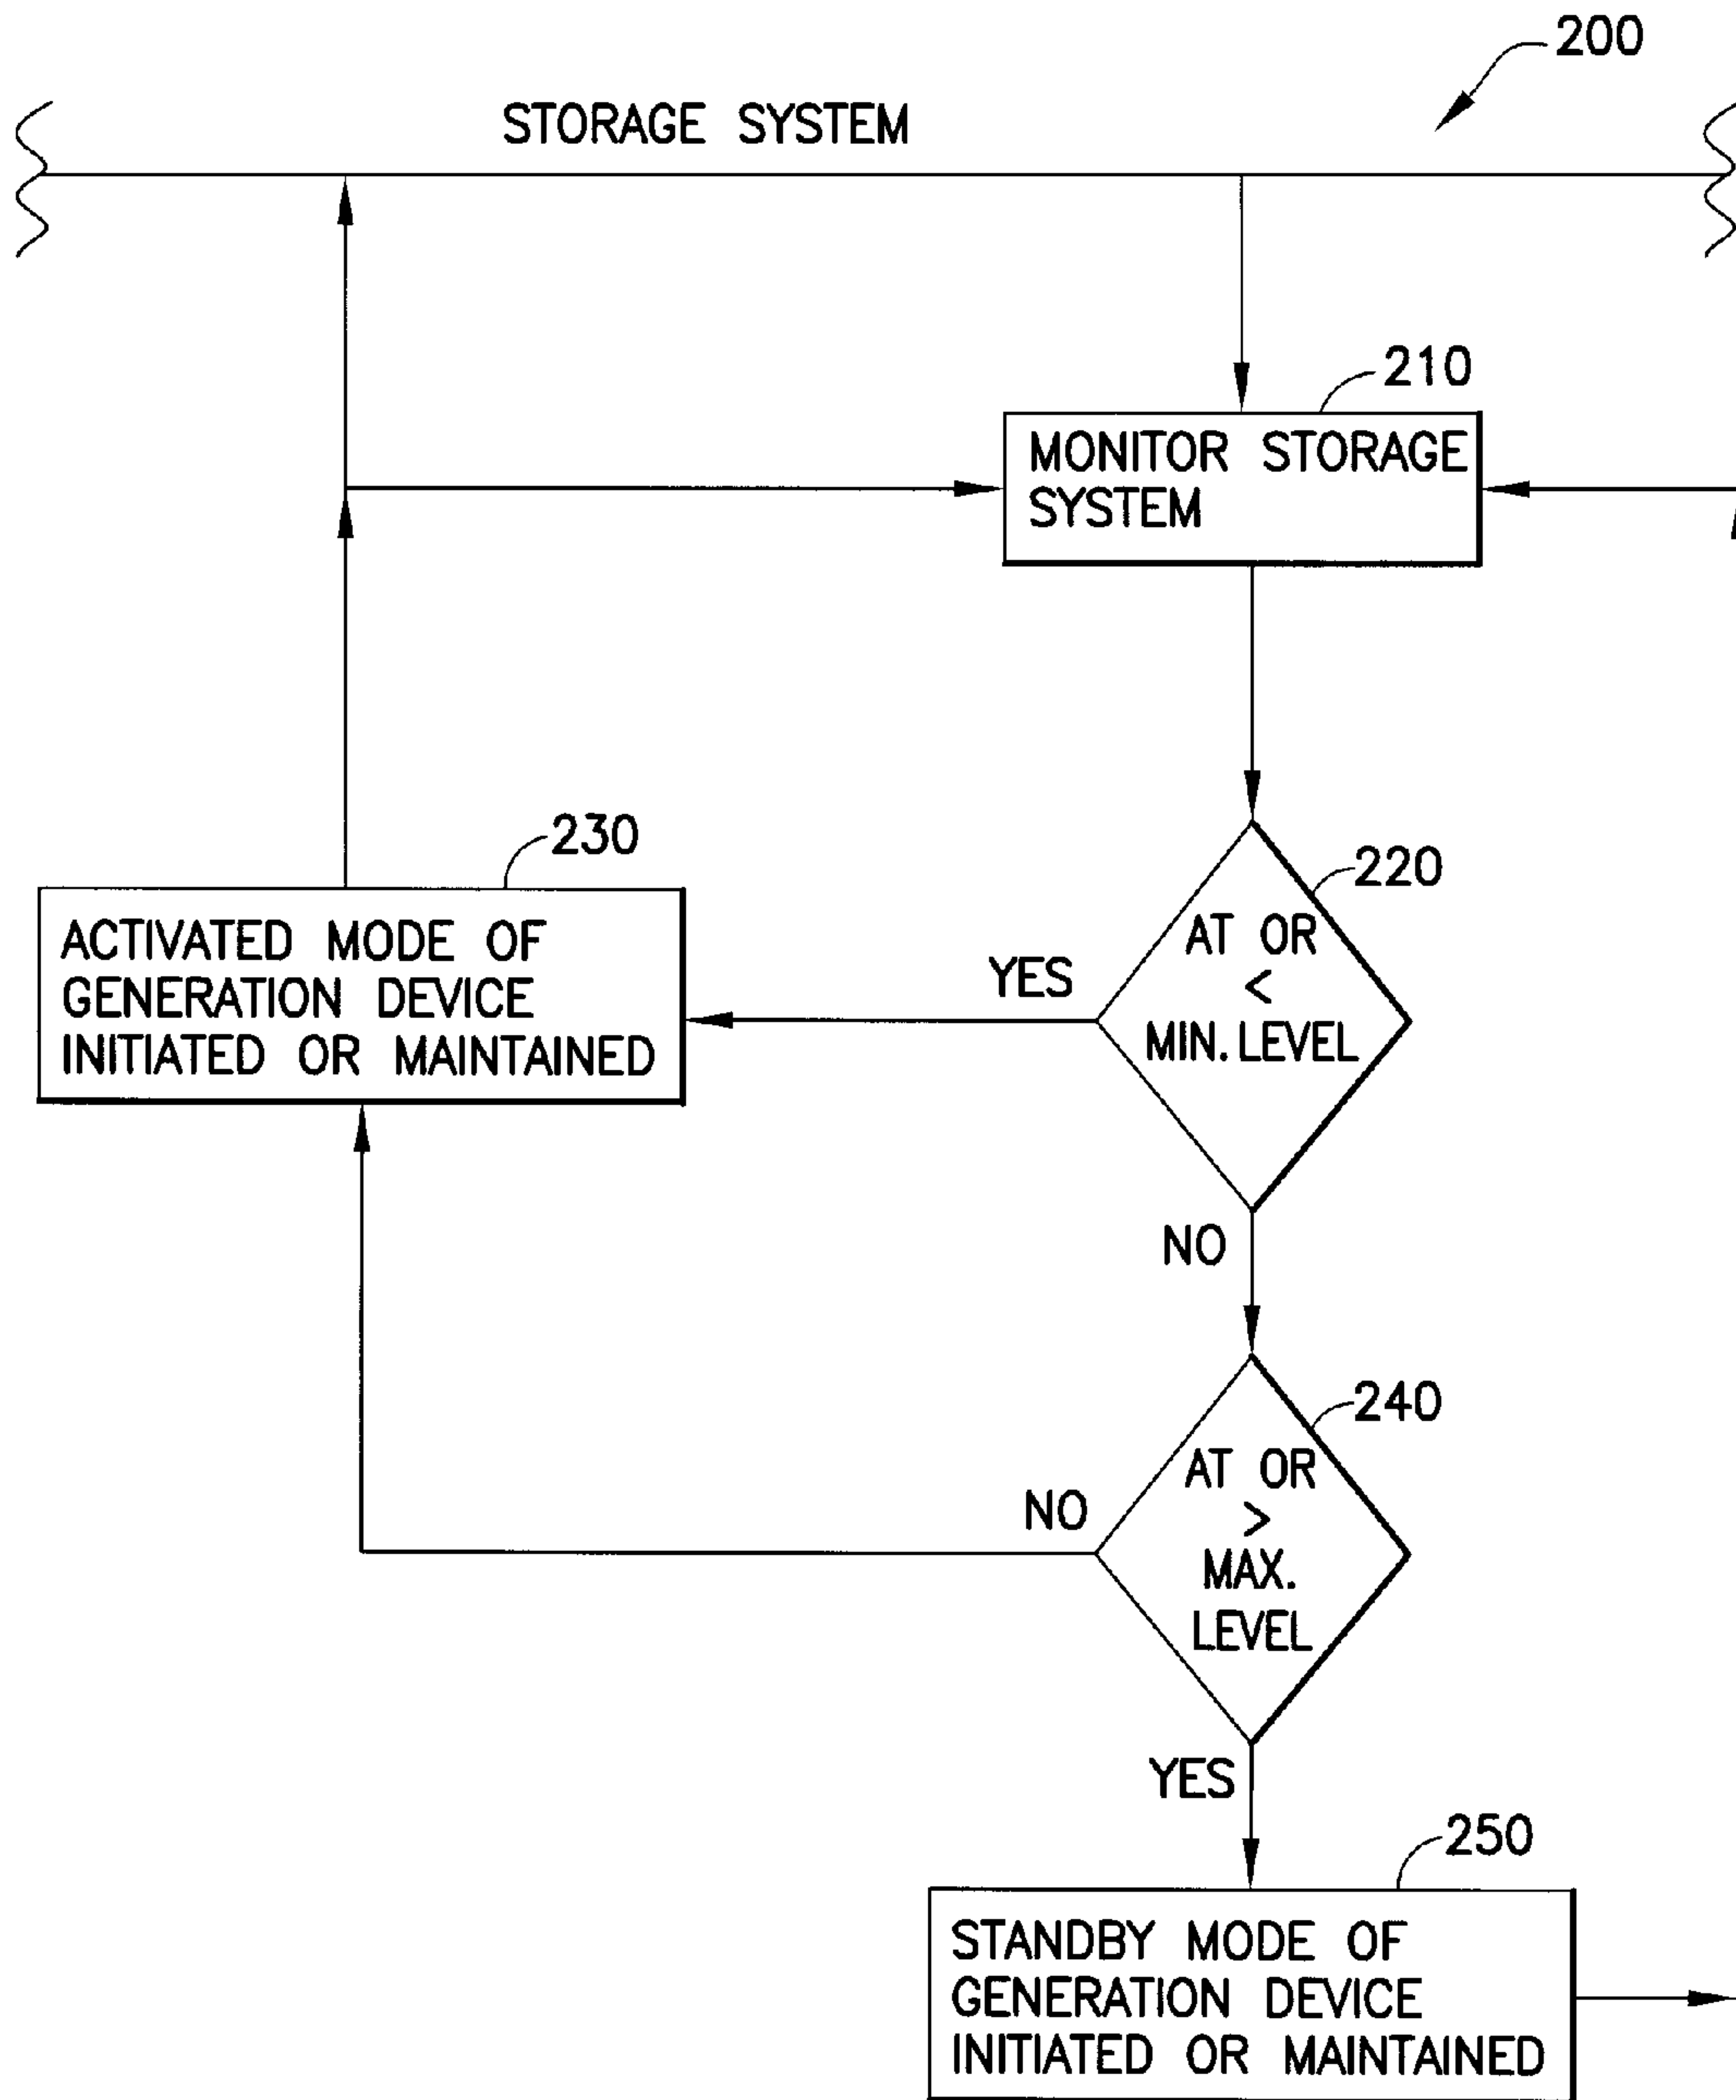 200
STORAGE SYSTEM
210
MONITOR STORAGE
SYSTEM
230
ACTIVATED MODE OF
GENERATION DEVICE
INITIATED OR MAINTAINED
220
AT OR
<
MIN. LEVEL
YES
NO
240
AT OR
>
MAX.
LEVEL
NO
YES
250
STANDBY MODE OF
GENERATION DEVICE
INITIATED OR MAINTAINED